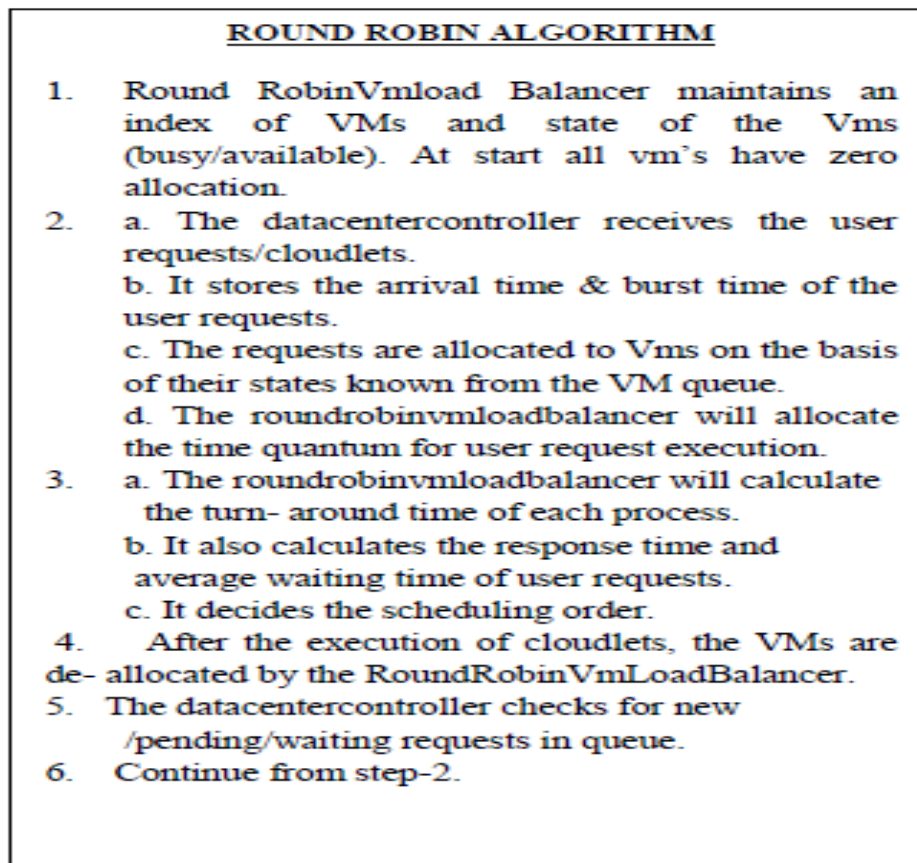 ROUND ROBIN ALGORITHM
1. Round RobinVmload Balancer maintains an
index of VMs and state of the Vms
(busy/available). At start all vm's have zero
allocation.
2. a. The datacentercontroller receives the user
requests/cloudlets.
b. It stores the arrival time & burst time of the
user requests.
c. The requests are allocated to Vms on the basis
of their states known from the VM queue.
d. The roundrobinvmloadbalancer will allocate
the time quantum for user request execution.
3. a. The roundrobinvmloadbalancer will calculate
the turn- around time of each process.
b. It also calculates the response time and
average waiting time of user requests.
c. It decides the scheduling order.
4. After the execution of cloudlets, the VMs are
de- allocated by the RoundRobinVmLoadBalancer.
5. The datacentercontroller checks for new
/pending/waiting requests in queue.
6. Continue from step-2.